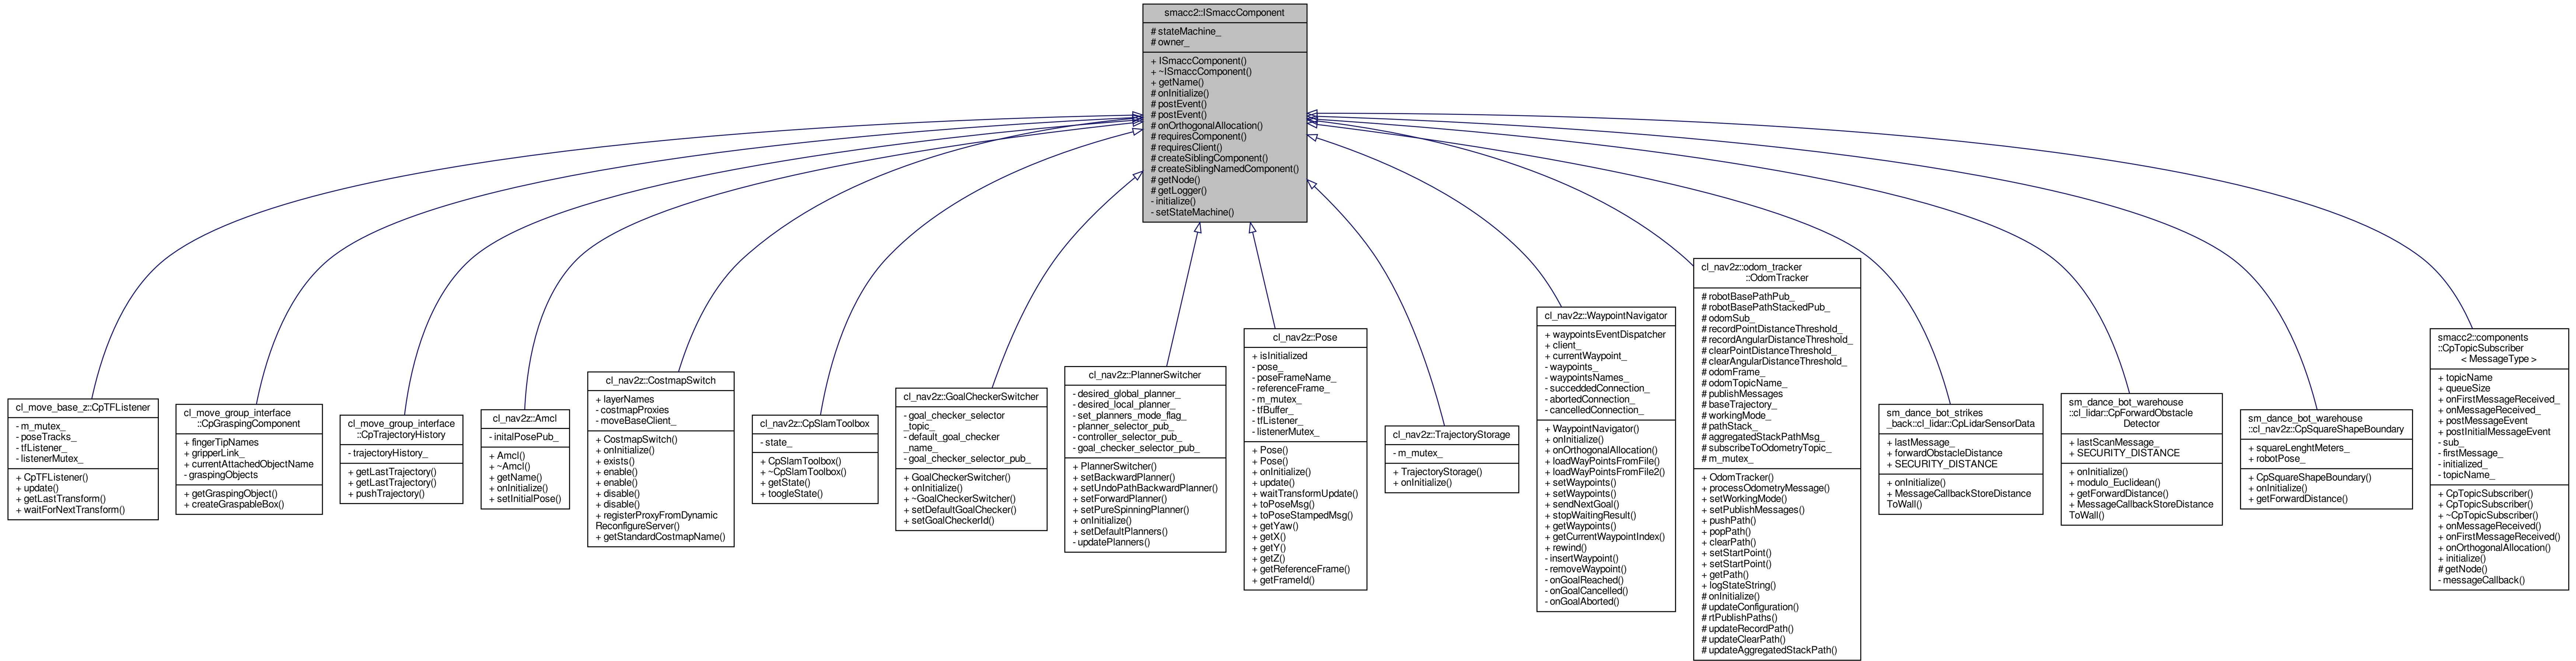 smacc2::ISmaccComponent
# stateMachine_
# owner_
+ ISmaccComponent()
+ ~ISmaccComponent()
+ getName()
# onInitialize()
# postEvent()
# postEvent()
# onOrthogonalAllocation()
# requiresComponent()
# requiresClient()
# createSiblingComponent()
# createSiblingNamedComponent()
# getNode()
# getLogger()
- initialize()
- setStateMachine()
cl_move_base_z::CpTFListener
- m_mutex_
- poseTracks_
- tfListener_
- listenerMutex_
+ CpTFListener()
+ update()
+ getLastTransform()
+ waitForNextTransform()
cl_move_group_interface
::CpGraspingComponent
+ fingerTipNames
+ gripperLink_
+ currentAttachedObjectName
- graspingObjects
+ getGraspingObject()
+ createGraspableBox()
cl_move_group_interface
::CpTrajectoryHistory
- trajectoryHistory_
+ getLastTrajectory()
+ getLastTrajectory()
+ pushTrajectory()
cl_nav2z::Amcl
- initalPosePub_
+ Amcl()
+ ~Amcl()
+ getName()
+ onInitialize()
+ setInitialPose()
cl_nav2z::CostmapSwitch
+ layerNames
- costmapProxies
- moveBaseClient_
+ CostmapSwitch()
+ onInitialize()
+ exists()
+ enable()
+ enable()
+ disable()
+ disable()
+ registerProxyFromDynamic
ReconfigureServer()
+ getStandardCostmapName()
cl_nav2z::CpSlamToolbox
- state_
+ CpSlamToolbox()
+ ~CpSlamToolbox()
+ getState()
+ toogleState()
cl_nav2z::GoalCheckerSwitcher
- goal_checker_selector
_topic_
- default_goal_checker
_name_
- goal_checker_selector_pub_
+ GoalCheckerSwitcher()
+ onInitialize()
+ ~GoalCheckerSwitcher()
+ setDefaultGoalChecker()
+ setGoalCheckerId()
cl_nav2z::PlannerSwitcher
- desired_global_planner_
- desired_local_planner_
- set_planners_mode_flag_
- planner_selector_pub_
- controller_selector_pub_
- goal_checker_selector_pub_
+ PlannerSwitcher()
+ setBackwardPlanner()
+ setUndoPathBackwardPlanner()
+ setForwardPlanner()
+ setPureSpinningPlanner()
+ onInitialize()
+ setDefaultPlanners()
- updatePlanners()
cl_nav2z::Pose
+ isInitialized
- pose_
- poseFrameName_
- referenceFrame_
- m_mutex_
- tfBuffer_
- tfListener_
- listenerMutex_
+ Pose()
+ Pose()
+ onInitialize()
+ update()
+ waitTransformUpdate()
+ toPoseMsg()
+ toPoseStampedMsg()
+ getYaw()
+ getX()
+ getY()
+ getZ()
+ getReferenceFrame()
+ getFrameId()
cl_nav2z::TrajectoryStorage
- m_mutex_
+ TrajectoryStorage()
+ onInitialize()
cl_nav2z::WaypointNavigator
+ waypointsEventDispatcher
+ client_
+ currentWaypoint_
- waypoints_
- waypointsNames_
- succeddedConnection_
- abortedConnection_
- cancelledConnection_
+ WaypointNavigator()
+ onInitialize()
+ onOrthogonalAllocation()
+ loadWayPointsFromFile()
+ loadWayPointsFromFile2()
+ setWaypoints()
+ setWaypoints()
+ sendNextGoal()
+ stopWaitingResult()
+ getWaypoints()
+ getCurrentWaypointIndex()
+ rewind()
- insertWaypoint()
- removeWaypoint()
- onGoalReached()
- onGoalCancelled()
- onGoalAborted()
cl_nav2z::odom_tracker
::OdomTracker
# robotBasePathPub_
# robotBasePathStackedPub_
# odomSub_
# recordPointDistanceThreshold_
# recordAngularDistanceThreshold_
# clearPointDistanceThreshold_
# clearAngularDistanceThreshold_
# odomFrame_
# odomTopicName_
# publishMessages
# baseTrajectory_
# workingMode_
# pathStack_
# aggregatedStackPathMsg_
# subscribeToOdometryTopic_
# m_mutex_
+ OdomTracker()
+ processOdometryMessage()
+ setWorkingMode()
+ setPublishMessages()
+ pushPath()
+ popPath()
+ clearPath()
+ setStartPoint()
+ setStartPoint()
+ getPath()
+ logStateString()
# onInitialize()
# updateConfiguration()
# rtPublishPaths()
# updateRecordPath()
# updateClearPath()
# updateAggregatedStackPath()
sm_dance_bot_strikes
_back::cl_lidar::CpLidarSensorData
+ lastMessage_
+ forwardObstacleDistance
+ SECURITY_DISTANCE
+ onInitialize()
+ MessageCallbackStoreDistance
ToWall()
sm_dance_bot_warehouse
::cl_lidar::CpForwardObstacle
Detector
+ lastScanMessage_
+ SECURITY_DISTANCE
+ onInitialize()
+ modulo_Euclidean()
+ getForwardDistance()
+ MessageCallbackStoreDistance
ToWall()
sm_dance_bot_warehouse
::cl_nav2z::CpSquareShapeBoundary
+ squareLenghtMeters_
+ robotPose_
+ CpSquareShapeBoundary()
+ onInitialize()
+ getForwardDistance()
smacc2::components
::CpTopicSubscriber
< MessageType >
+ topicName
+ queueSize
+ onFirstMessageReceived_
+ onMessageReceived_
+ postMessageEvent
+ postInitialMessageEvent
- sub_
- firstMessage_
- initialized_
- topicName_
+ CpTopicSubscriber()
+ CpTopicSubscriber()
+ ~CpTopicSubscriber()
+ onMessageReceived()
+ onFirstMessageReceived()
+ onOrthogonalAllocation()
+ initialize()
# getNode()
- messageCallback()